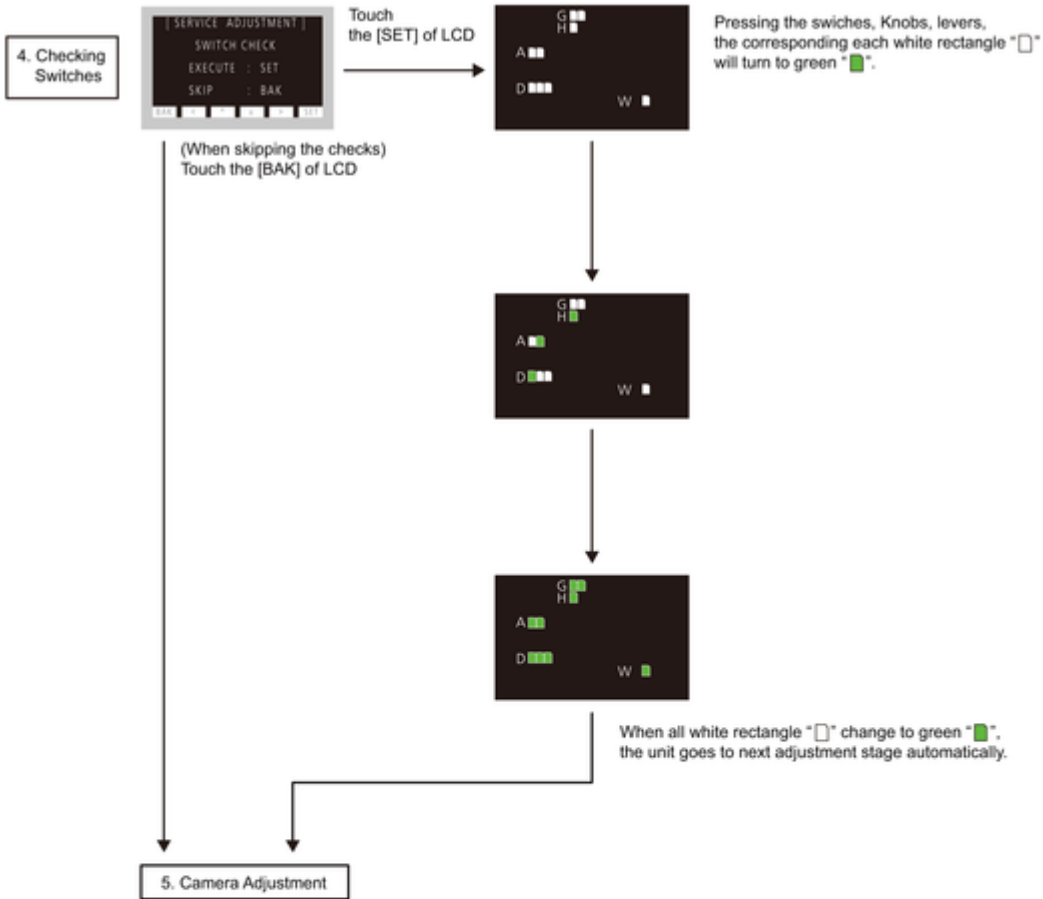 4. Checking
Switches
[ SERVICE ADJUSTMENT ]
SWITCH CHECK
EXECUTE : SET
SKIP : BAK
BAK < ^ v > SET
Touch
the [SET] of LCD
(When skipping the checks)
Touch the [BAK] of LCD
G
H
A
D
W
Pressing the swiches, Knobs, levers,
the corresponding each white rectangle "▯"
will turn to green "▮".
G
H
A
D
W
G
H
A
D
W
When all white rectangle "▯" change to green "▮",
the unit goes to next adjustment stage automatically.
5. Camera Adjustment